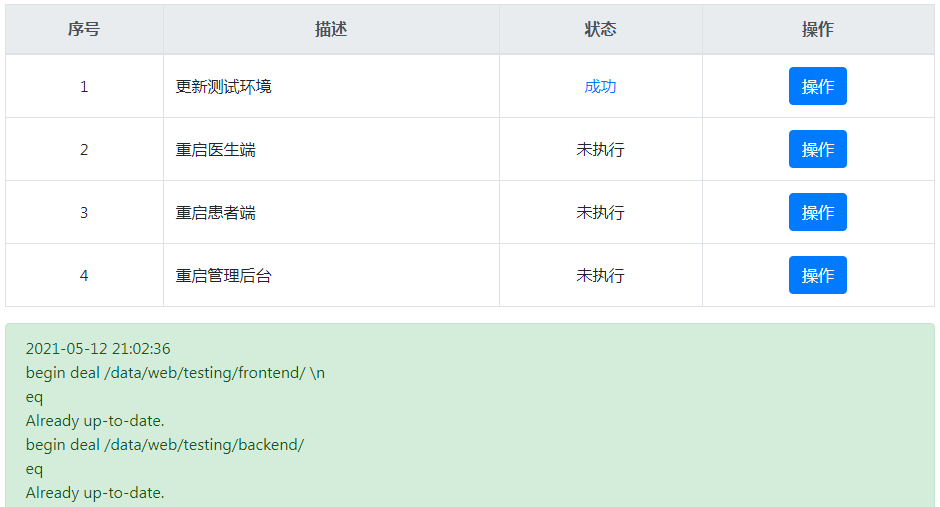 序号 描述 状态 操作
1 更新测试环境 成功 操作
2 重启医生端 未执行 操作
3 重启患者端 未执行 操作
4 重启管理后台 未执行 操作
2021-05-12 21:02:36
begin deal /data/web/testing/frontend/ \n
eq
Already up-to-date.
begin deal /data/web/testing/backend/
eq
Already up-to-date.